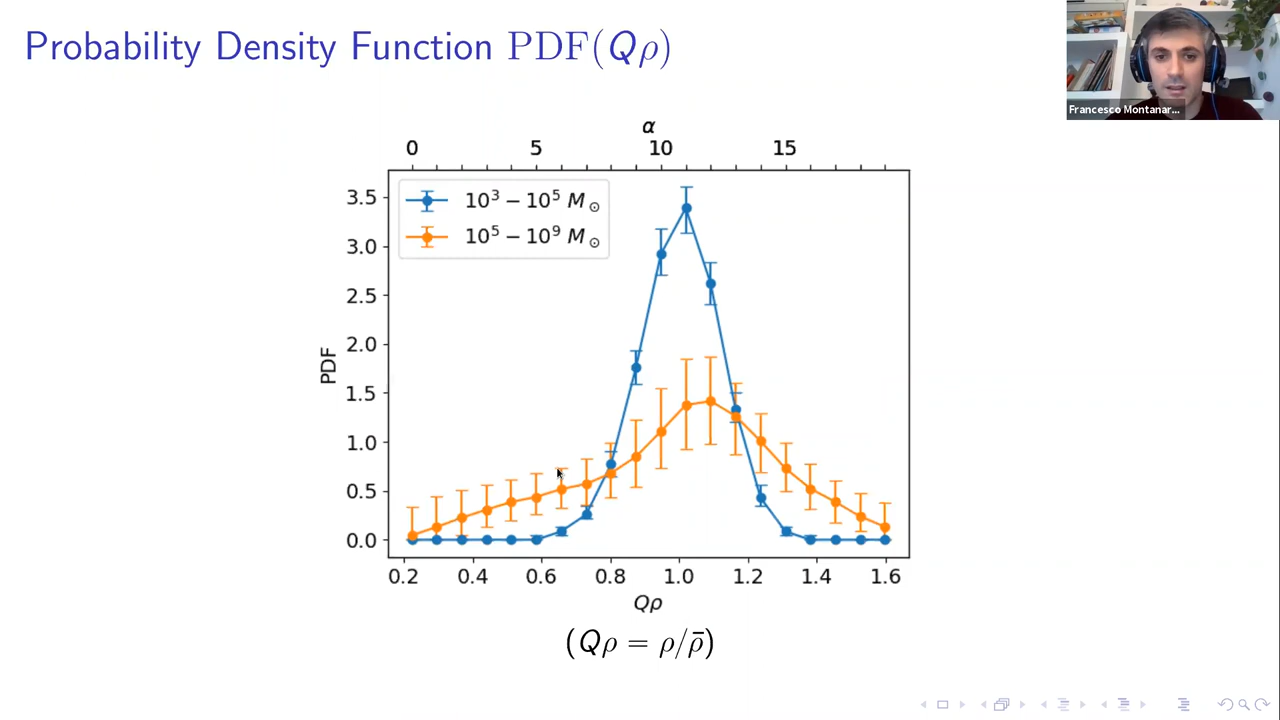 Probability Density Function PDF(Qρ)
Francesco Montanar...
α
0 5 10 15
10³ − 10⁵ M⊙
10⁵ − 10⁹ M⊙
PDF
3.5
3.0
2.5
2.0
1.5
1.0
0.5
0.0
0.2 0.4 0.6 0.8 1.0 1.2 1.4 1.6
Qρ
(Qρ = ρ/ρ̄)